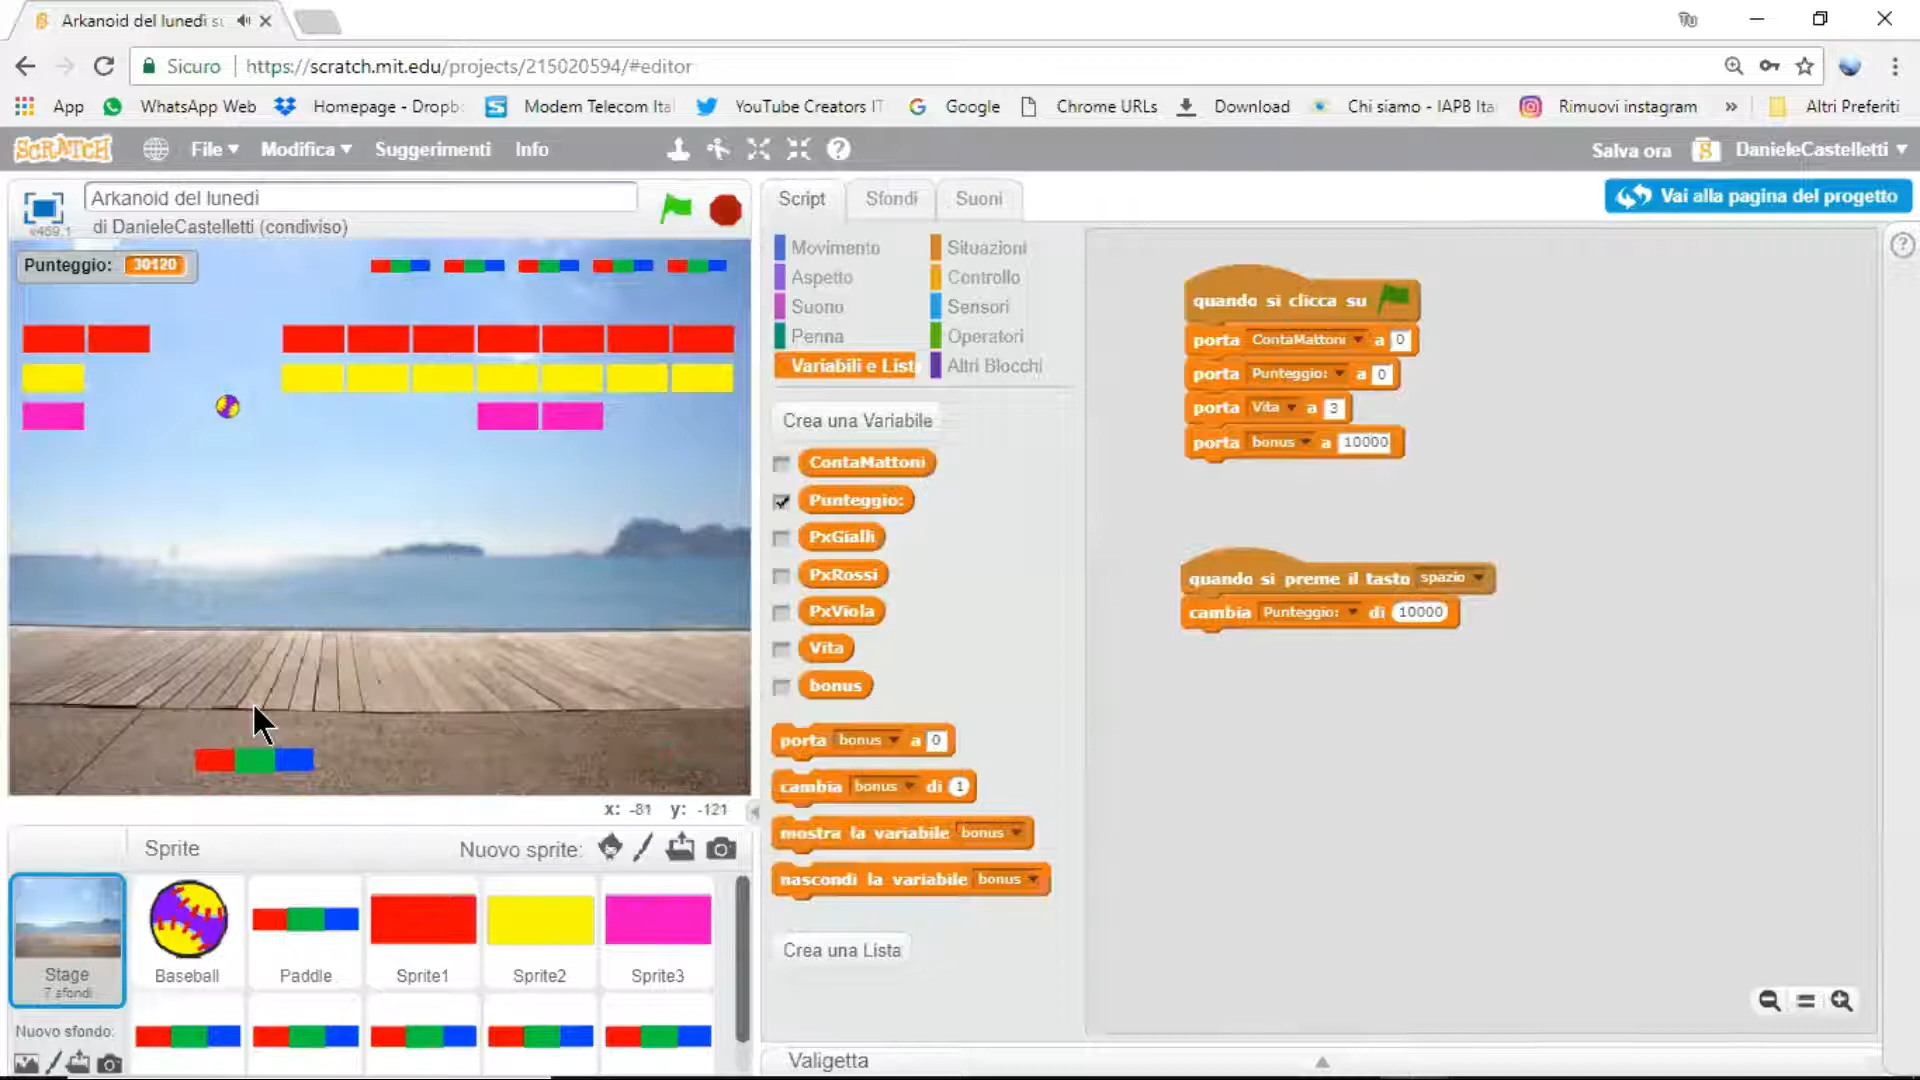 Arkanoid del lunedì su
Sicuro
https://scratch.mit.edu/projects/215020594/#editor
App
WhatsApp Web
Homepage - Dropb
Modem Telecom Ita
YouTube Creators IT
Google
Chrome URLs
Download
Chi siamo - IAPB Ita
Rimuovi instagram
»
Altri Preferiti
SCRATCH
File
Modifica
Suggerimenti
Info
Salva ora
DanieleCastelletti
Arkanoid del lunedì
di DanieleCastelletti (condiviso)
v459.1
Script
Sfondi
Suoni
Vai alla pagina del progetto
Punteggio: 30120
Movimento
Aspetto
Suono
Penna
Variabili e List
Situazioni
Controllo
Sensori
Operatori
Altri Blocchi
Crea una Variabile
ContaMattoni
Punteggio:
PxGialli
PxRossi
PxViola
Vita
bonus
porta bonus a 0
cambia bonus di 1
mostra la variabile bonus
nascondi la variabile bonus
Crea una Lista
quando si clicca su
porta ContaMattoni a 0
porta Punteggio: a 0
porta Vita a 3
porta bonus a 10000
quando si preme il tasto spazio
cambia Punteggio: di 10000
x: -81 y: -121
Sprite
Nuovo sprite:
Stage
7 sfondi
Nuovo sfondo:
Baseball
Paddle
Sprite1
Sprite2
Sprite3
Valigetta